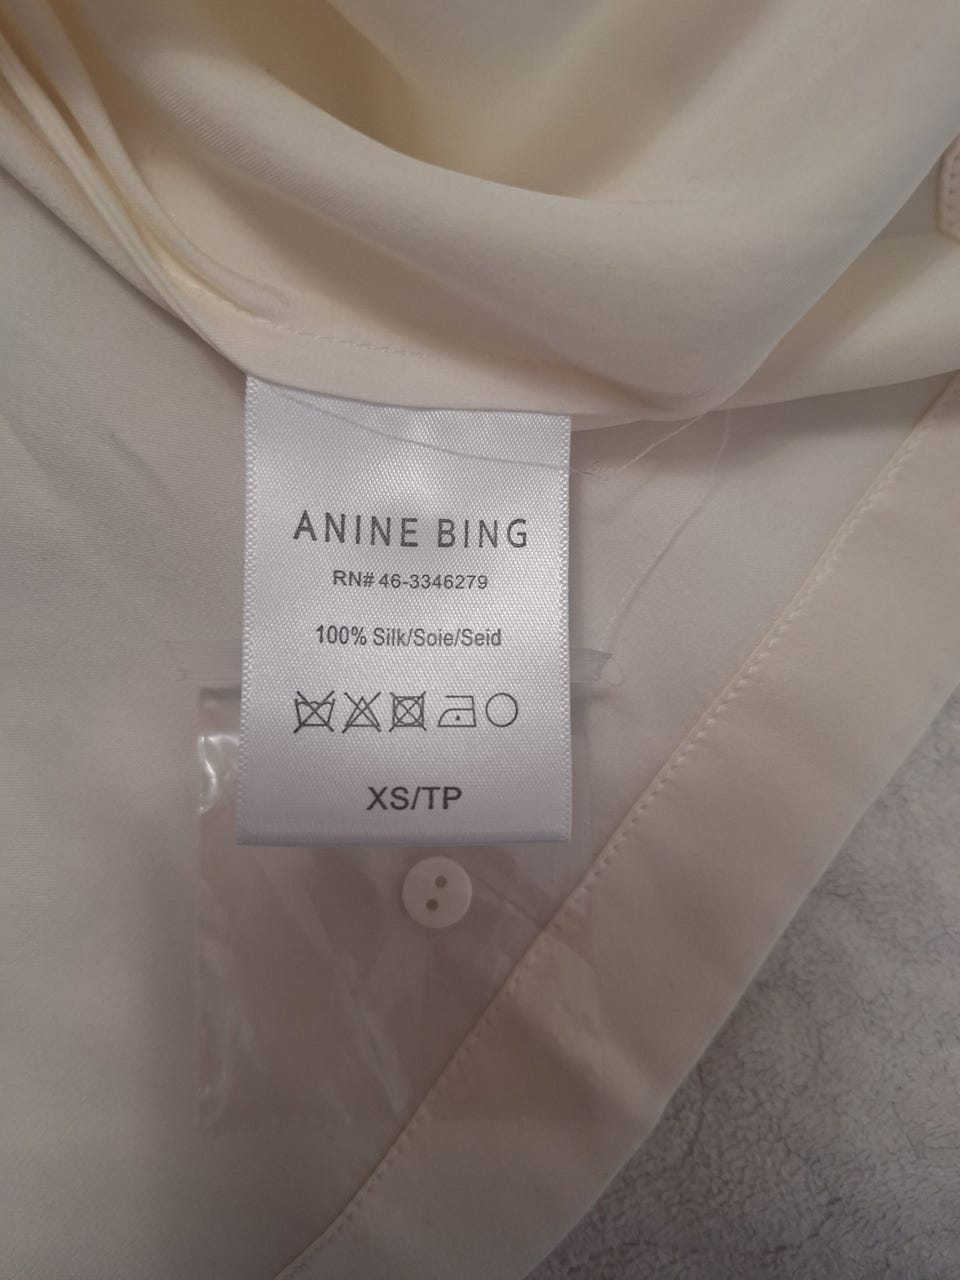 ANINE BING
RN# 46-3346279
100% Silk/Soie/Seid
XS/TP